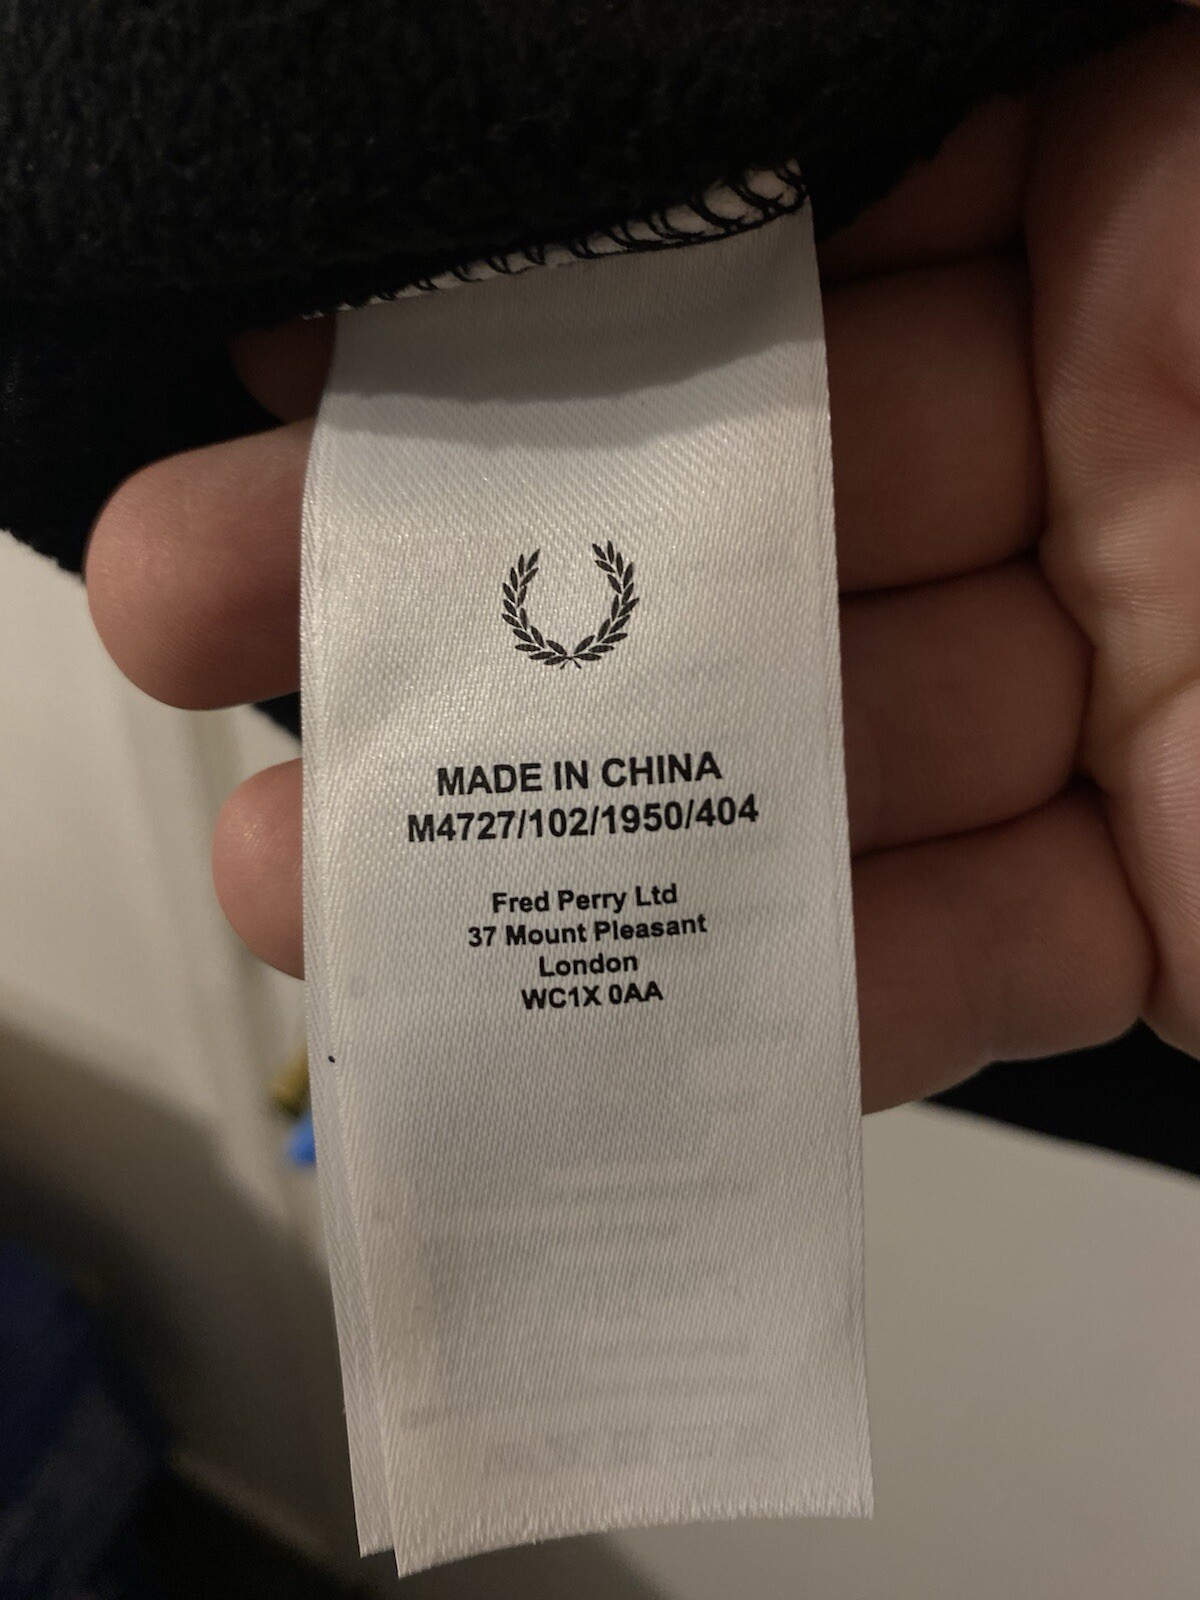 MADE IN CHINA
M4727/102/1950/404
Fred Perry Ltd
37 Mount Pleasant
London
WC1X 0AA